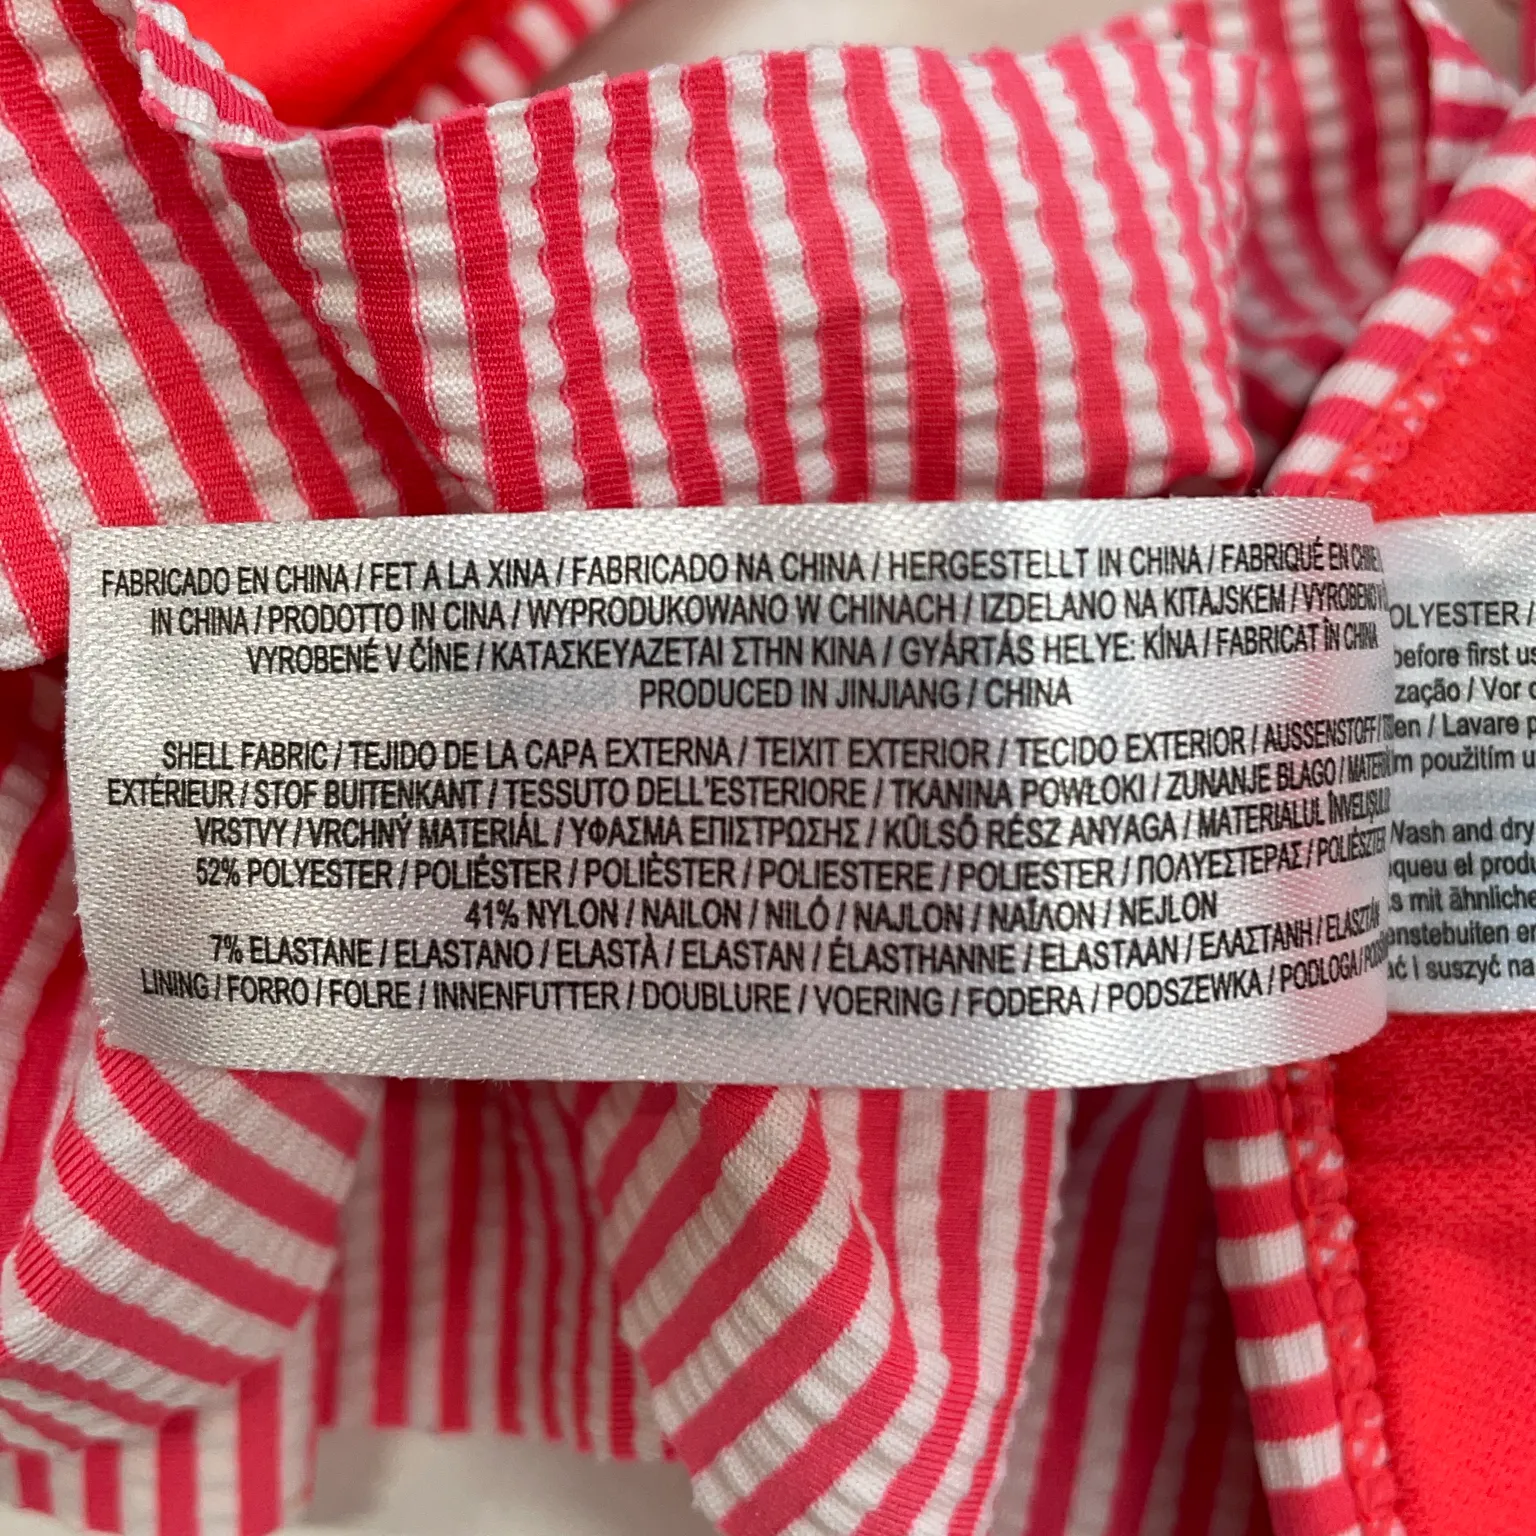 FABRICADO EN CHINA / FET A LA XINA / FABRICADO NA CHINA / HERGESTELLT IN CHINA / FABRIQUÉ EN CHINE
IN CHINA / PRODOTTO IN CINA / WYPRODUKOWANO W CHINACH / IZDELANO NA KITAJSKEM / VYROBENO V
VYROBENÉ V ČÍNE / ΚΑΤΑΣΚΕΥΑΖΕΤΑΙ ΣΤΗΝ ΚΙΝΑ / GYÁRTÁS HELYE: KÍNA / FABRICAT ÎN CHINA
PRODUCED IN JINJIANG / CHINA
SHELL FABRIC / TEJIDO DE LA CAPA EXTERNA / TEIXIT EXTERIOR / TECIDO EXTERIOR / AUSSENSTOFF /
EXTÉRIEUR / STOF BUITENKANT / TESSUTO DELL'ESTERIORE / TKANINA POWŁOKI / ZUNANJE BLAGO /
VRSTVY / VRCHNÝ MATERIÁL / ΥΦΑΣΜΑ ΕΠΙΣΤΡΩΣΗΣ / KÜLSŐ RÉSZ ANYAGA / MATERIALUL
52% POLYESTER / POLIÉSTER / POLIÈSTER / POLIESTERE / POLIESTER / ΠΟΛΥΕΣΤΕΡΑΣ / POLIÉSZTER
41% NYLON / NAILON / NILÓ / NAJLON / ΝΑΪΛΟΝ / NEJLON
7% ELASTANE / ELASTANO / ELASTÀ / ELASTAN / ÉLASTHANNE / ELASTAAN / ΕΛΑΣΤΑΝΗ / ELASZTÁN
LINING / FORRO / FOLRE / INNENFUTTER / DOUBLURE / VOERING / FODERA / PODSZEWKA / PODLOGA /
OLYESTER /
before first us
zação / Vor
en / Lavare p
použitím u
Wash and dry
queu el produ
s mit ähnliche
enstebuiten er
ać I suszyć na